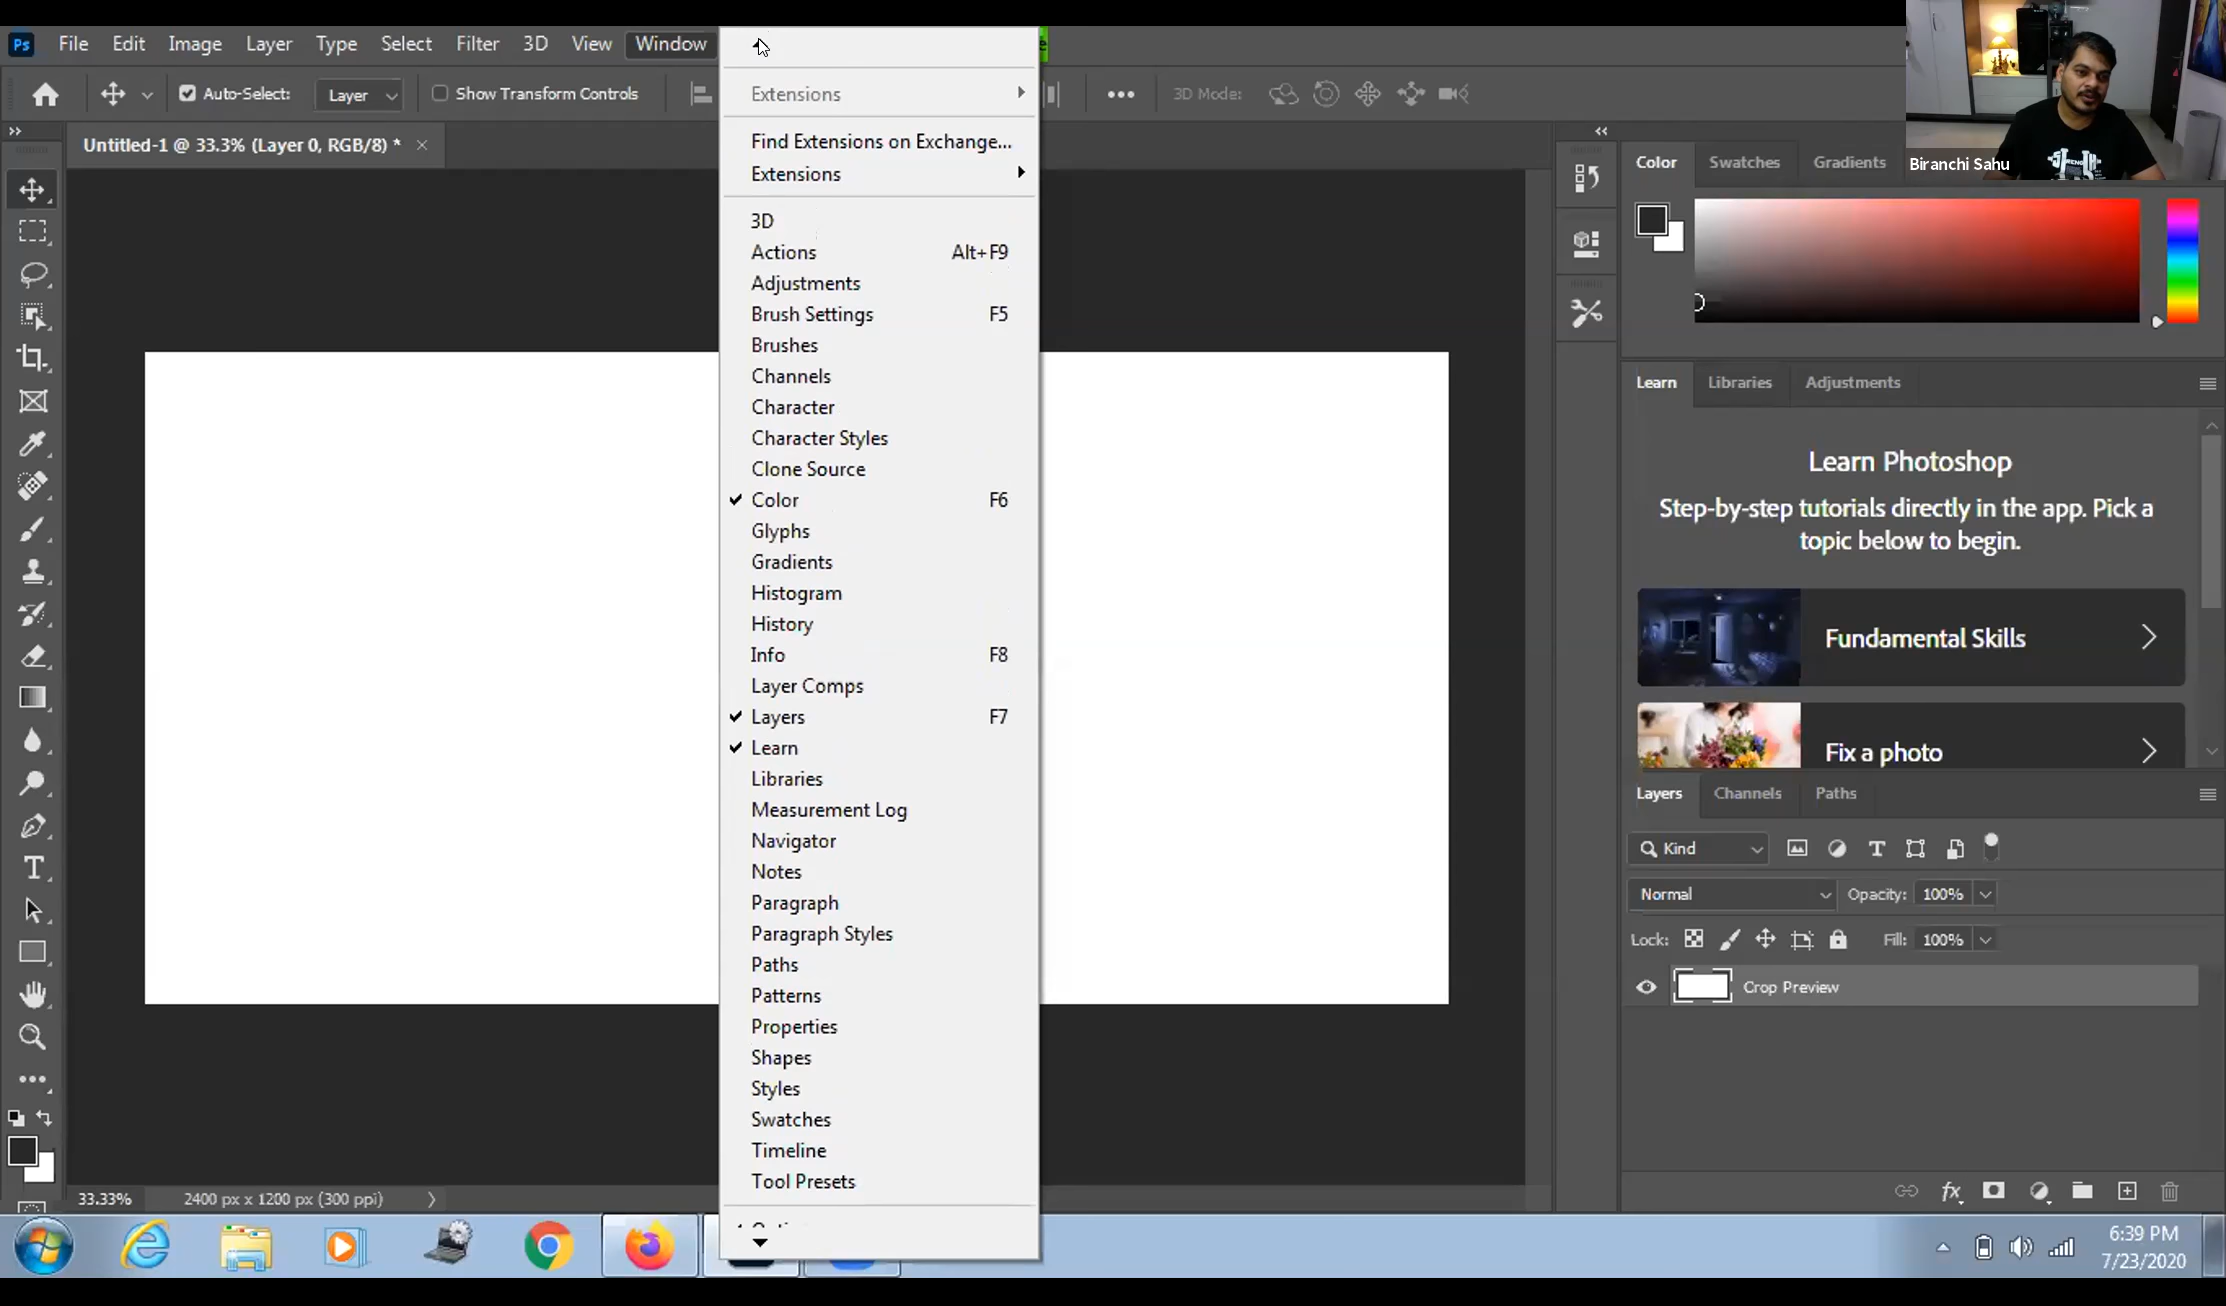 Ps File Edit Image Layer Type Select Filter 3D View Window
Auto-Select: Layer Show Transform Controls 3D Mode:
Untitled-1 @ 33.3% (Layer 0, RGB/8) *
Extensions
Find Extensions on Exchange...
Extensions
3D
Actions Alt+F9
Adjustments
Brush Settings F5
Brushes
Channels
Character
Character Styles
Clone Source
Color F6
Glyphs
Gradients
Histogram
History
Info F8
Layer Comps
Layers F7
Learn
Libraries
Measurement Log
Navigator
Notes
Paragraph
Paragraph Styles
Paths
Patterns
Properties
Shapes
Styles
Swatches
Timeline
Tool Presets
Biranchi Sahu
Color Swatches Gradients
Learn Libraries Adjustments
Learn Photoshop
Step-by-step tutorials directly in the app. Pick a
topic below to begin.
Fundamental Skills
Fix a photo
Layers Channels Paths
Kind
Normal Opacity: 100%
Lock: Fill: 100%
Crop Preview
fx
33.33% 2400 px x 1200 px (300 ppi)
6:39 PM
7/23/2020